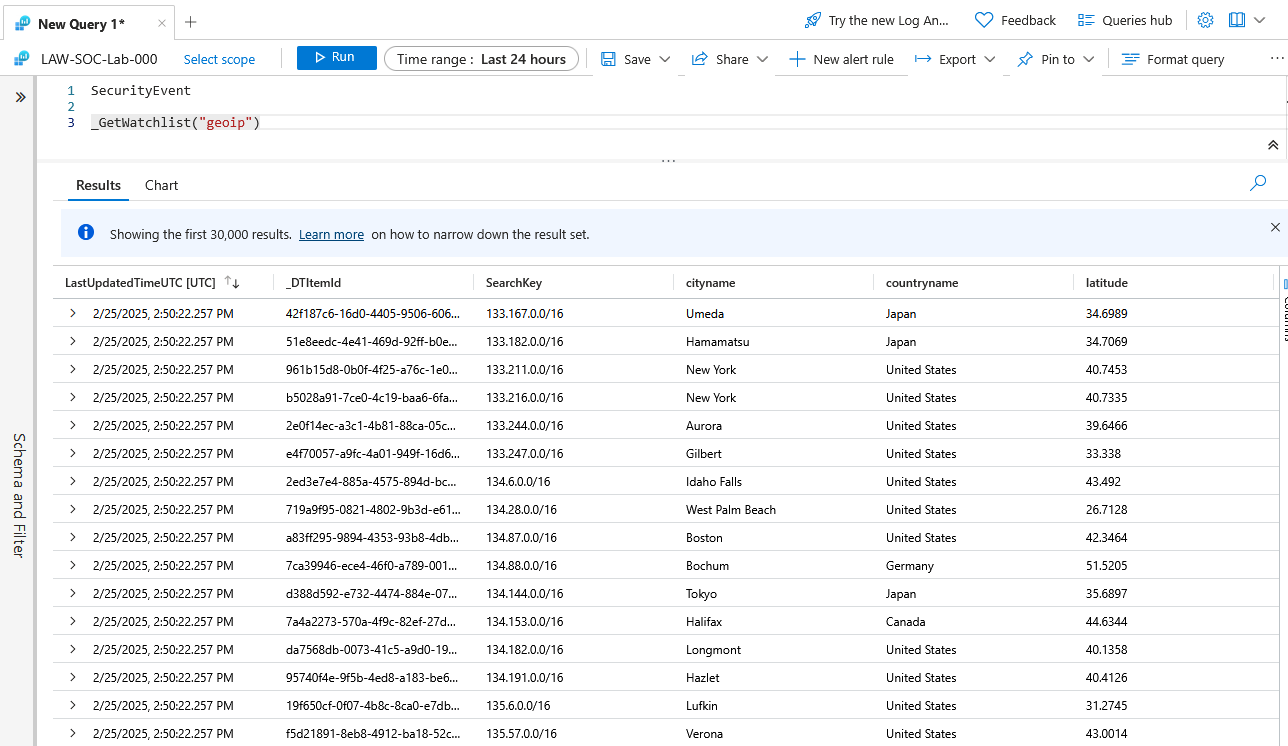 New Query 1*
Try the new Log An...
Feedback
Queries hub
LAW-SOC-Lab-000
Select scope
Run
Time range : Last 24 hours
Save
Share
New alert rule
Export
Pin to
Format query
1 SecurityEvent
2
3 _GetWatchlist("geoip")
Results
Chart
Showing the first 30,000 results. Learn more on how to narrow down the result set.
LastUpdatedTimeUTC [UTC] _DTItemId SearchKey cityname countryname latitude
2/25/2025, 2:50:22.257 PM 42f187c6-16d0-4405-9506-606... 133.167.0.0/16 Umeda Japan 34.6989
2/25/2025, 2:50:22.257 PM 51e8eedc-4e41-469d-92ff-b0e... 133.182.0.0/16 Hamamatsu Japan 34.7069
2/25/2025, 2:50:22.257 PM 961b15d8-0b0f-4f25-a76c-1e0... 133.211.0.0/16 New York United States 40.7453
2/25/2025, 2:50:22.257 PM b5028a91-7ce0-4c19-baa6-6fa... 133.216.0.0/16 New York United States 40.7335
2/25/2025, 2:50:22.257 PM 2e0f14ec-a3c1-4b81-88ca-05c... 133.244.0.0/16 Aurora United States 39.6466
2/25/2025, 2:50:22.257 PM e4f70057-a9fc-4a01-949f-16d6... 133.247.0.0/16 Gilbert United States 33.338
2/25/2025, 2:50:22.257 PM 2ed3e7e4-885a-4575-894d-bc... 134.6.0.0/16 Idaho Falls United States 43.492
2/25/2025, 2:50:22.257 PM 719a9f95-0821-4802-9b3d-e61... 134.28.0.0/16 West Palm Beach United States 26.7128
2/25/2025, 2:50:22.257 PM a83ff295-9894-4353-93b8-4db... 134.87.0.0/16 Boston United States 42.3464
2/25/2025, 2:50:22.257 PM 7ca39946-ece4-46f0-a789-001... 134.88.0.0/16 Bochum Germany 51.5205
2/25/2025, 2:50:22.257 PM d388d592-e732-4474-884e-07... 134.144.0.0/16 Tokyo Japan 35.6897
2/25/2025, 2:50:22.257 PM 7a4a2273-570a-4f9c-82ef-27d... 134.153.0.0/16 Halifax Canada 44.6344
2/25/2025, 2:50:22.257 PM da7568db-0073-41c5-a9d0-19... 134.182.0.0/16 Longmont United States 40.1358
2/25/2025, 2:50:22.257 PM 95740f4e-9f5b-4ed8-a183-be6... 134.191.0.0/16 Hazlet United States 40.4126
2/25/2025, 2:50:22.257 PM 19f650cf-0f07-4b8c-8ca0-e7db... 135.6.0.0/16 Lufkin United States 31.2745
2/25/2025, 2:50:22.257 PM f5d21891-8eb8-4912-ba18-52c... 135.57.0.0/16 Verona United States 43.0014
Schema and Filter